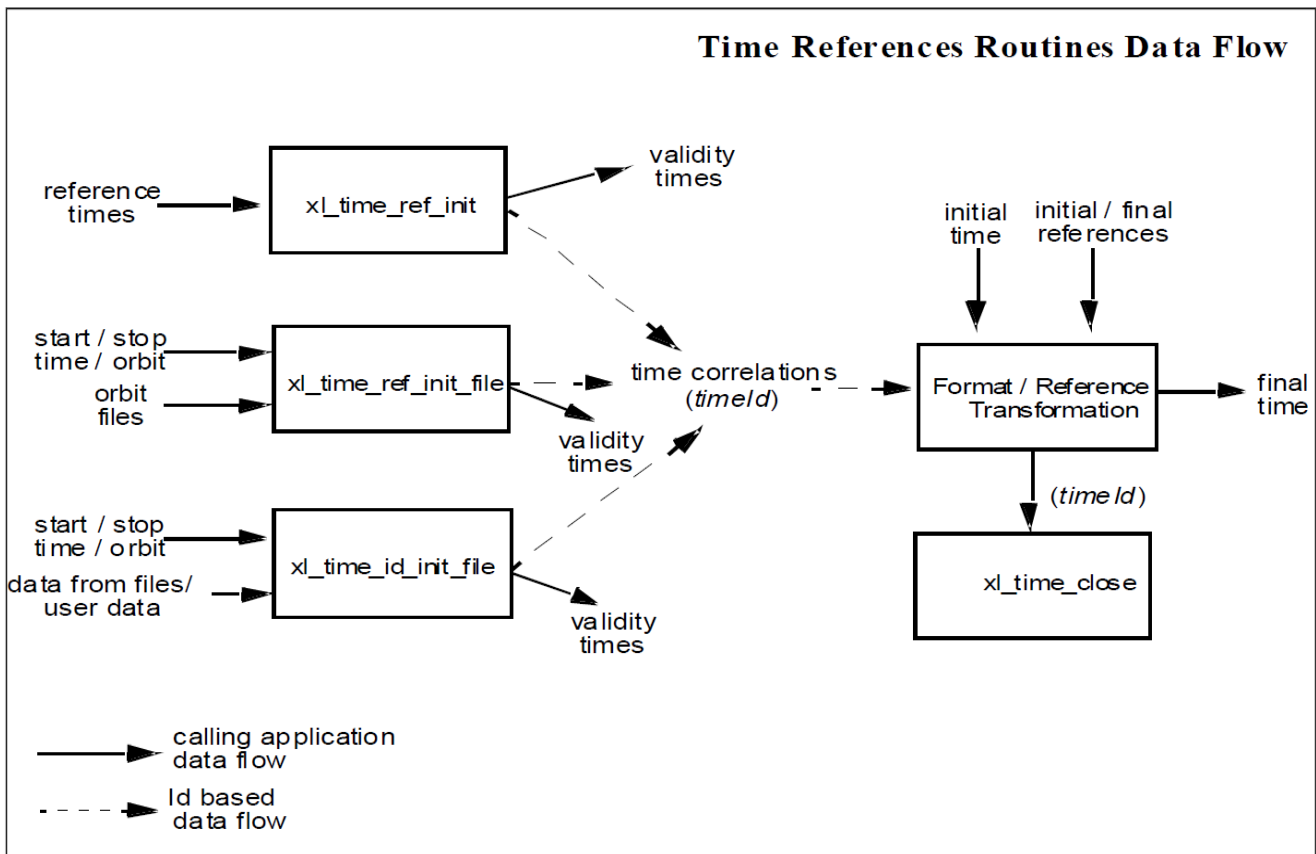 Time References Routines Data Flow
reference
times
xl_time_ref_init
validity
times
initial
time
initial / final
references
start / stop
time / orbit
orbit
files
xl_time_ref_init_file
validity
times
time correlations
(timeId)
Format / Reference
Transformation
final
time
start / stop
time / orbit
data from files/
user data
xl_time_id_init_file
validity
times
(timeId)
xl_time_close
calling application
data flow
Id based
data flow